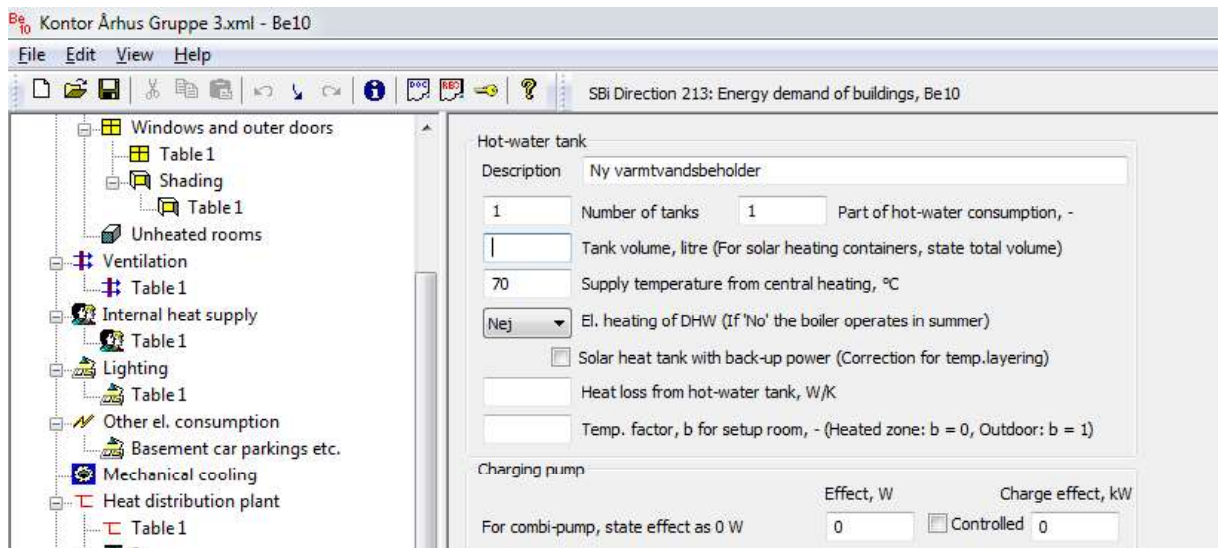 Be10 Kontor Århus Gruppe 3.xml - Be10
File Edit View Help
DOC REG SBi Direction 213: Energy demand of buildings, Be10
Windows and outer doors
Table 1
Shading
Table 1
Unheated rooms
Ventilation
Table 1
Internal heat supply
Table 1
Lighting
Table 1
Other el. consumption
Basement car parkings etc.
Mechanical cooling
Heat distribution plant
Table 1
Hot-water tank
Description Ny varmtvandsbeholder
1 Number of tanks 1 Part of hot-water consumption, -
Tank volume, litre (For solar heating containers, state total volume)
70 Supply temperature from central heating, °C
Nej El. heating of DHW (If 'No' the boiler operates in summer)
Solar heat tank with back-up power (Correction for temp.layering)
Heat loss from hot-water tank, W/K
Temp. factor, b for setup room, - (Heated zone: b = 0, Outdoor: b = 1)
Charging pump
Effect, W Charge effect, kW
For combi-pump, state effect as 0 W 0 Controlled 0